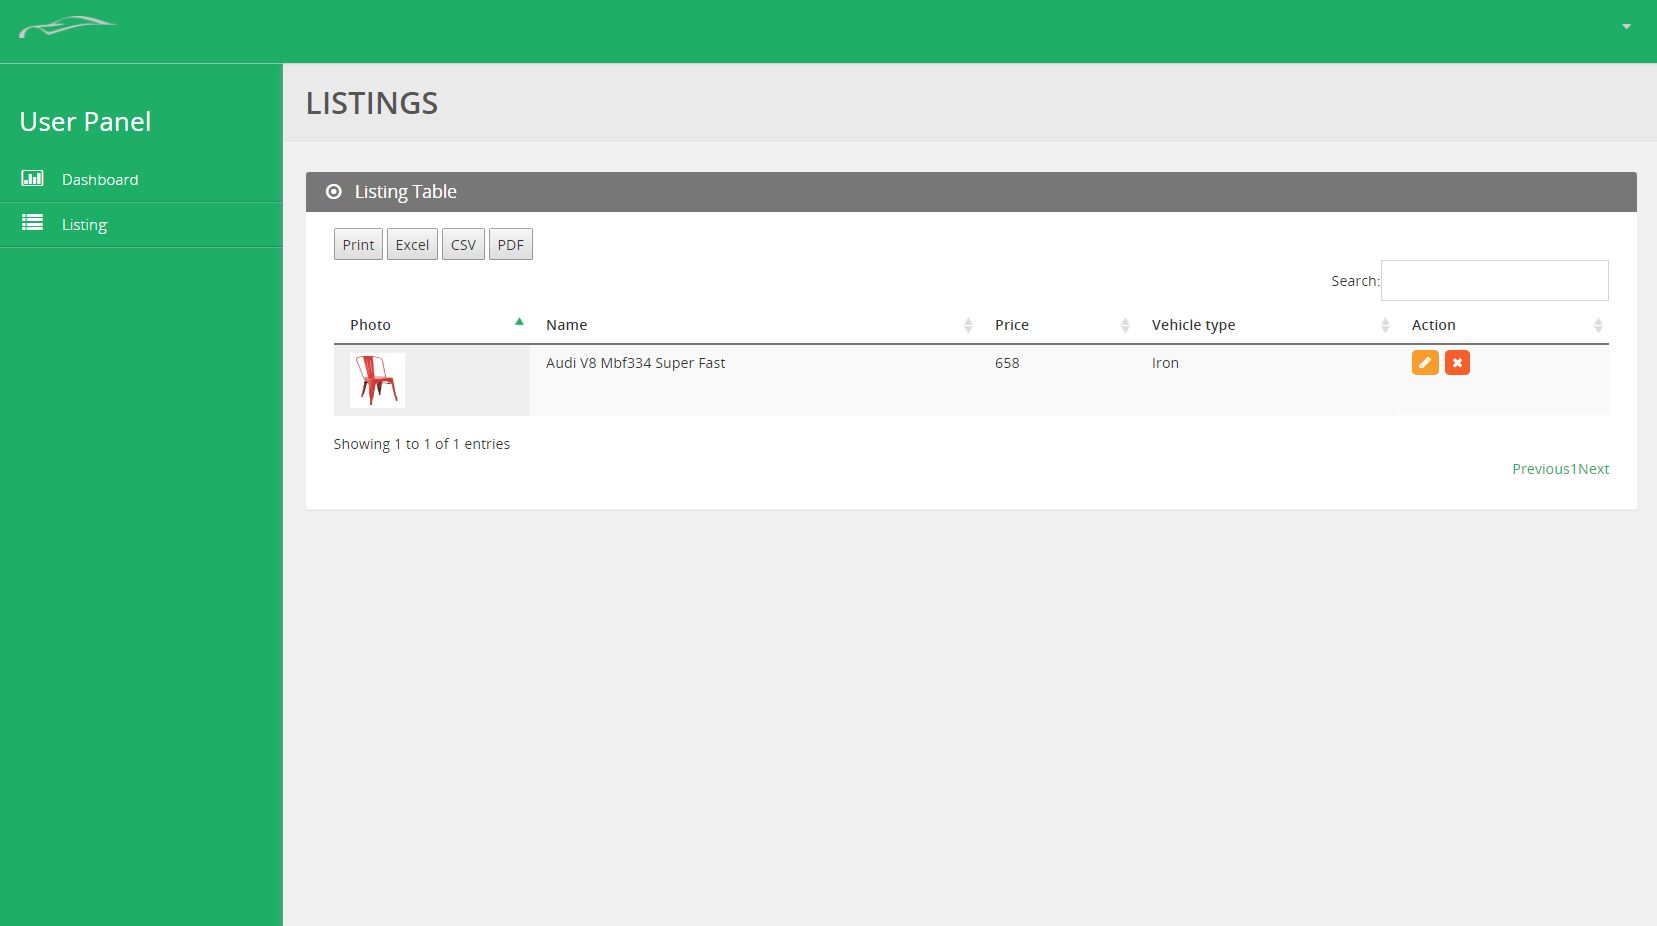 User Panel
Dashboard
Listing
LISTINGS
Listing Table
Print Excel CSV PDF
Search:
Photo Name Price Vehicle type Action
Audi V8 Mbf334 Super Fast 658 Iron
Showing 1 to 1 of 1 entries
Previous1Next